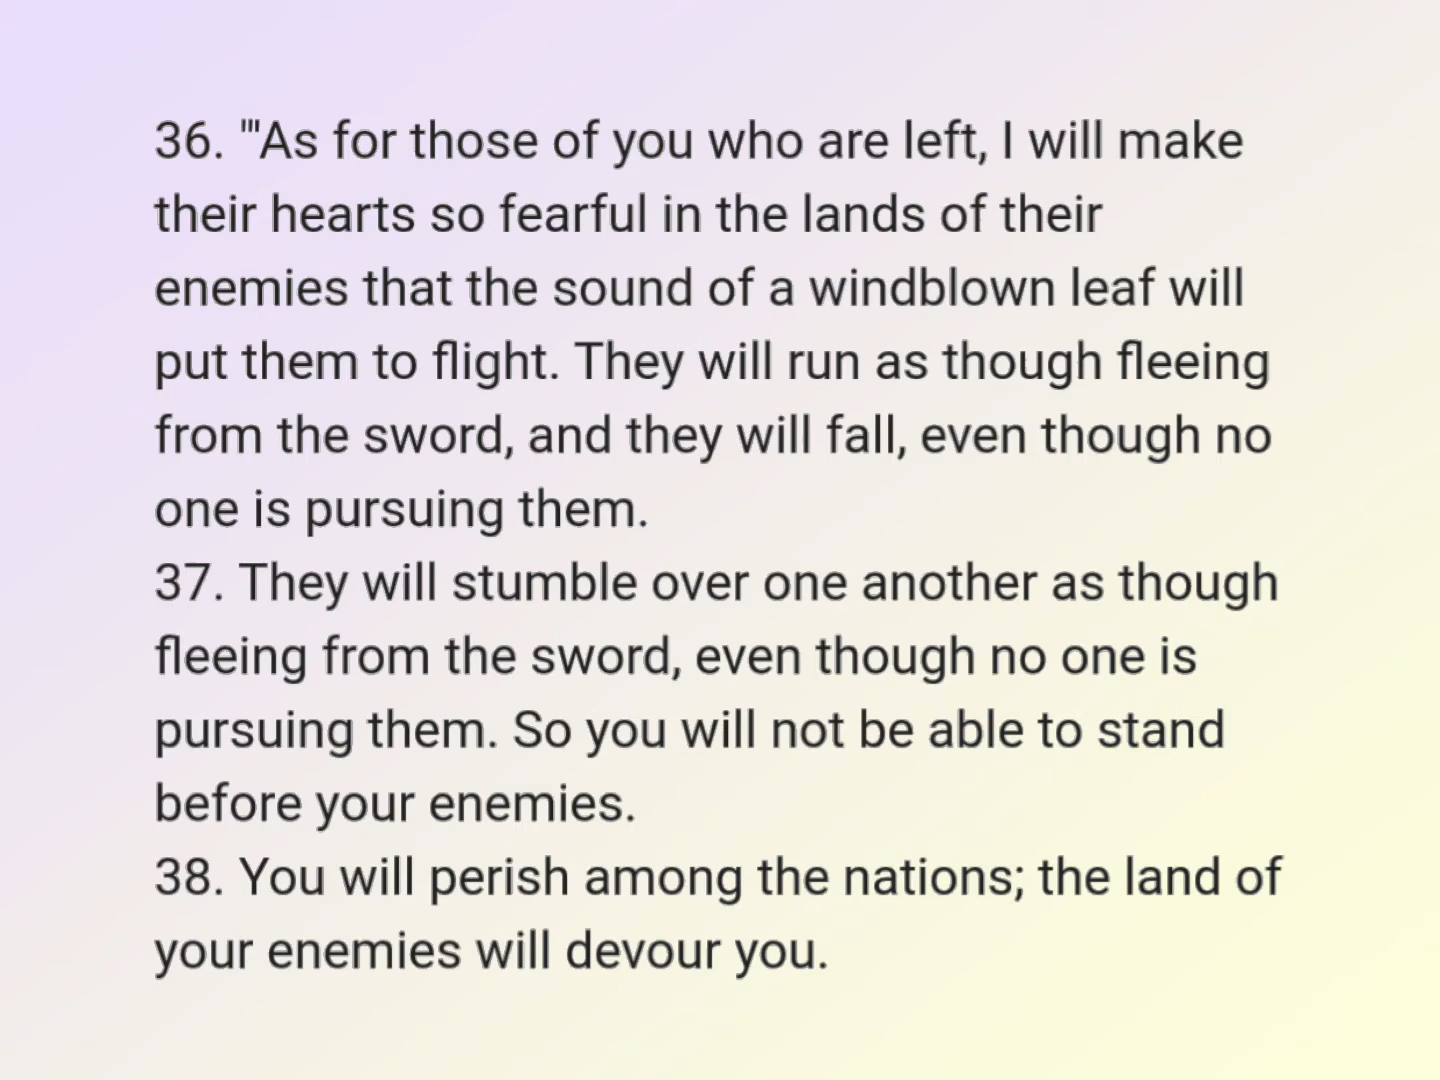 36. "'As for those of you who are left, I will make
their hearts so fearful in the lands of their
enemies that the sound of a windblown leaf will
put them to flight. They will run as though fleeing
from the sword, and they will fall, even though no
one is pursuing them.
37. They will stumble over one another as though
fleeing from the sword, even though no one is
pursuing them. So you will not be able to stand
before your enemies.
38. You will perish among the nations; the land of
your enemies will devour you.